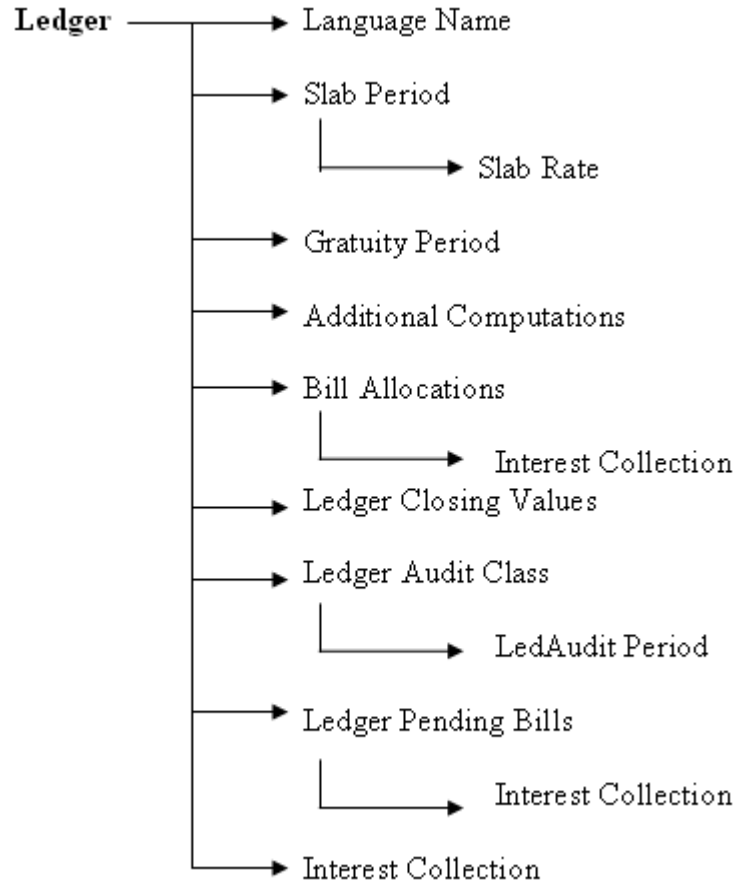 Ledger
Language Name
Slab Period
Slab Rate
Gratuity Period
Additional Computations
Bill Allocations
Interest Collection
Ledger Closing Values
Ledger Audit Class
LedAudit Period
Ledger Pending Bills
Interest Collection
Interest Collection